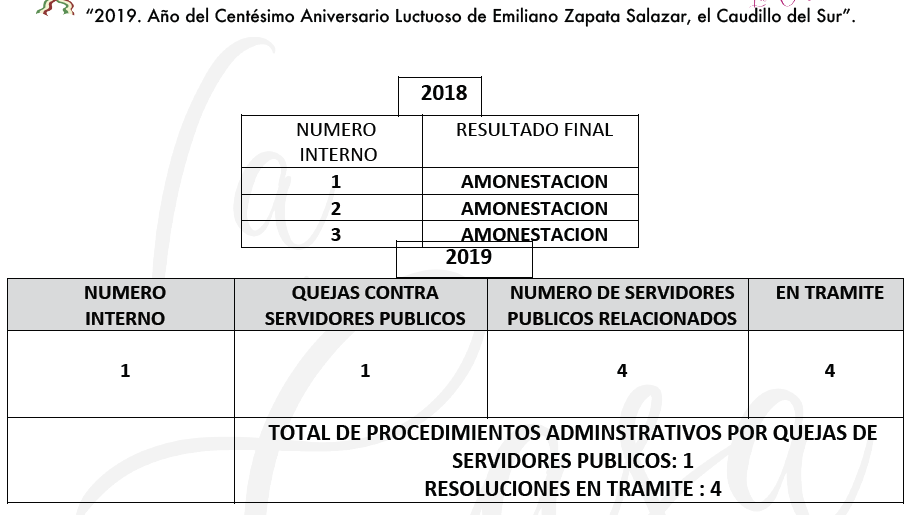 “2019. Año del Centésimo Aniversario Luctuoso de Emiliano Zapata Salazar, el Caudillo del Sur”.
2018
NUMERO INTERNO RESULTADO FINAL
1 AMONESTACION
2 AMONESTACION
3 AMONESTACION
2019
NUMERO INTERNO QUEJAS CONTRA SERVIDORES PUBLICOS NUMERO DE SERVIDORES PUBLICOS RELACIONADOS EN TRAMITE
1 1 4 4
TOTAL DE PROCEDIMIENTOS ADMINSTRATIVOS POR QUEJAS DE
SERVIDORES PUBLICOS: 1
RESOLUCIONES EN TRAMITE : 4